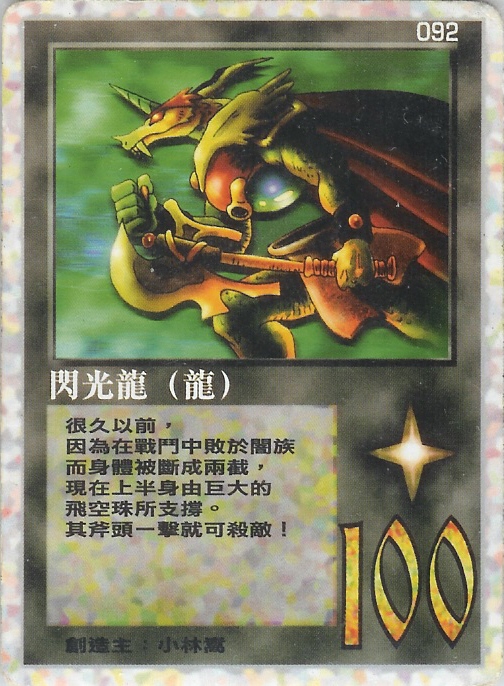 092
閃光龍（龍）
很久以前，
因為在戰鬥中敗於闇族
而身體被斷成兩截，
現在上半身由巨大的
飛空珠所支撐。
其斧頭一擊就可殺敵！
100
創造主：小林嵩